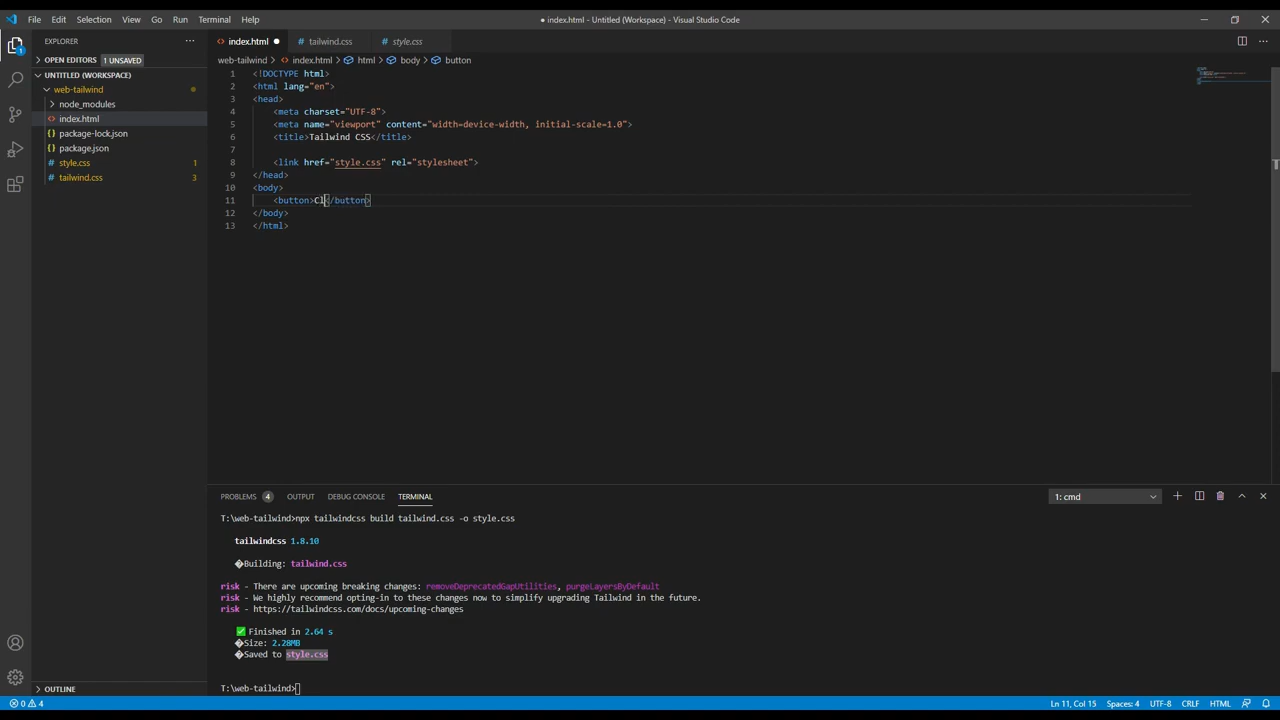 File Edit Selection View Go Run Terminal Help
● index.html - Untitled (Workspace) - Visual Studio Code
EXPLORER
OPEN EDITORS 1 UNSAVED
UNTITLED (WORKSPACE)
web-tailwind
node_modules
index.html
package-lock.json
package.json
style.css 1
tailwind.css 3
OUTLINE
index.html tailwind.css style.css
web-tailwind > index.html > html > body > button
1 <!DOCTYPE html>
2 <html lang="en">
3 <head>
4 <meta charset="UTF-8">
5 <meta name="viewport" content="width=device-width, initial-scale=1.0">
6 <title>Tailwind CSS</title>
7
8 <link href="style.css" rel="stylesheet">
9 </head>
10 <body>
11 <button>Cl</button>
12 </body>
13 </html>
PROBLEMS 4 OUTPUT DEBUG CONSOLE TERMINAL 1: cmd
T:\web-tailwind>npx tailwindcss build tailwind.css -o style.css
tailwindcss 1.8.10
�Building: tailwind.css
risk - There are upcoming breaking changes: removeDeprecatedGapUtilities, purgeLayersByDefault
risk - We highly recommend opting-in to these changes now to simplify upgrading Tailwind in the future.
risk - https://tailwindcss.com/docs/upcoming-changes
✅ Finished in 2.64 s
�Size: 2.28MB
�Saved to style.css
T:\web-tailwind>
0 4 Ln 11, Col 15 Spaces: 4 UTF-8 CRLF HTML